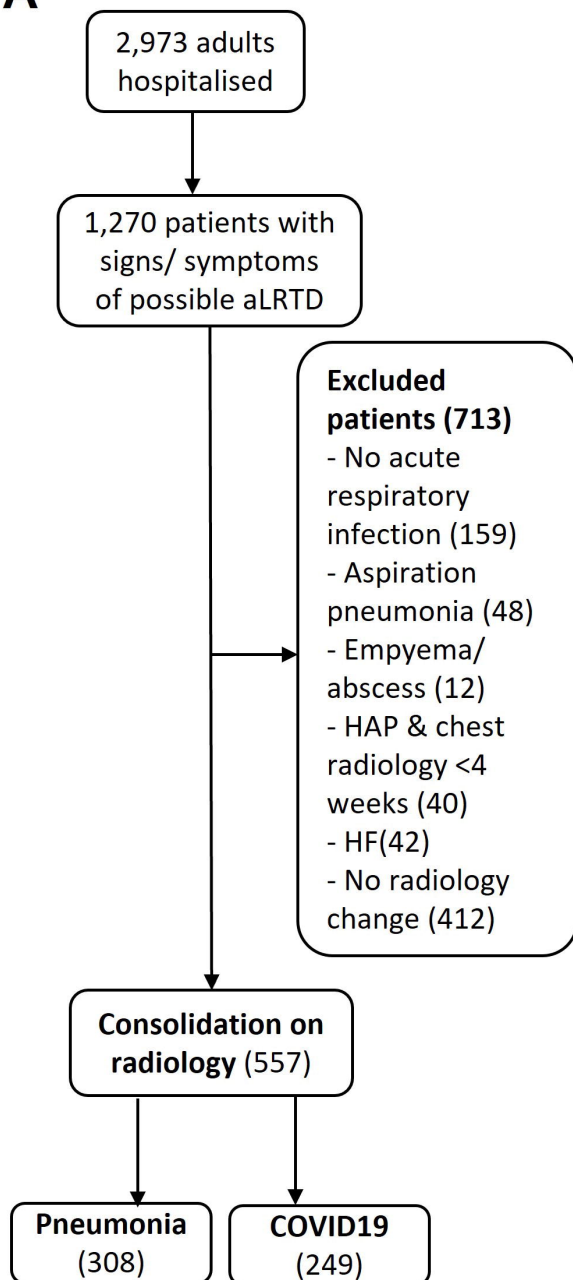 A
2,973 adults
hospitalised
1,270 patients with
signs/ symptoms
of possible aLRTD
Excluded
patients (713)
- No acute
respiratory
infection (159)
- Aspiration
pneumonia (48)
- Empyema/
abscess (12)
- HAP & chest
radiology <4
weeks (40)
- HF(42)
- No radiology
change (412)
Consolidation on
radiology (557)
Pneumonia
(308)
COVID19
(249)